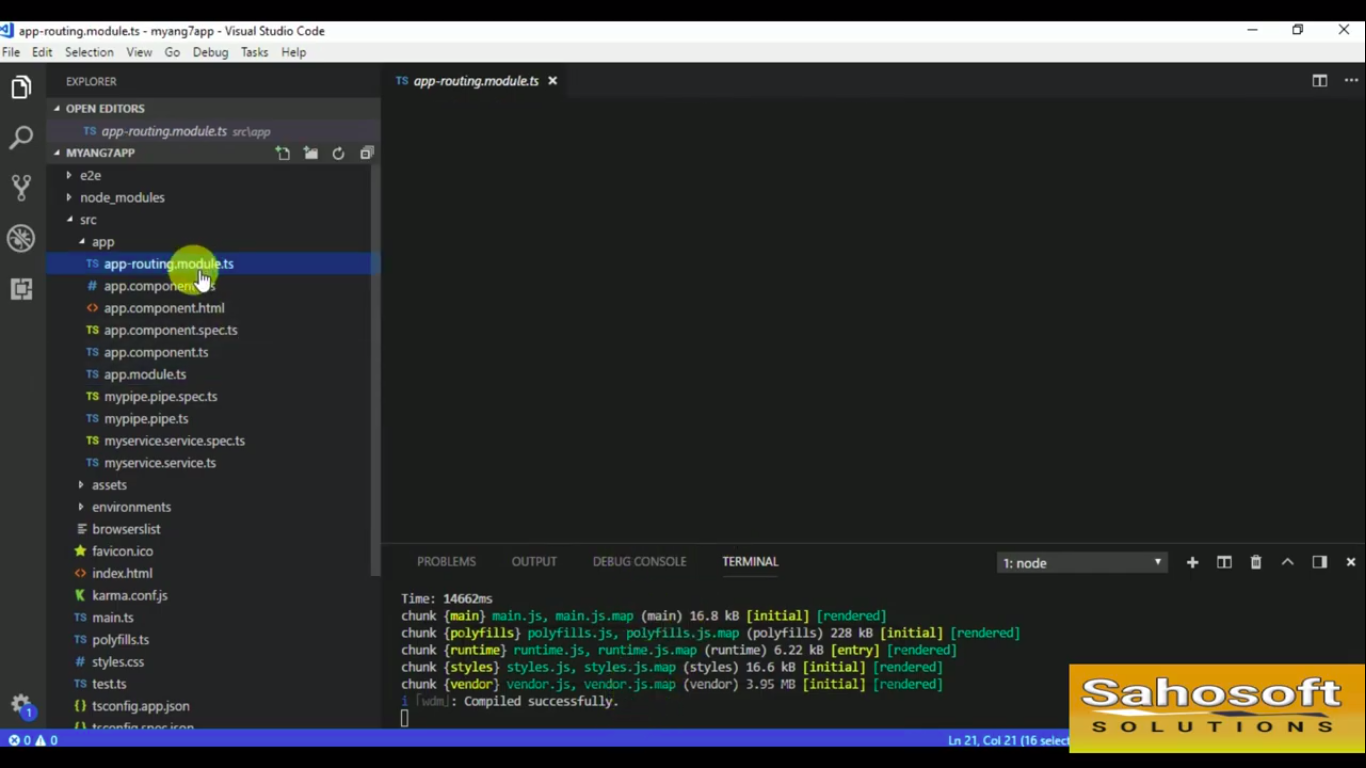 app-routing.module.ts - myang7app - Visual Studio Code
File Edit Selection View Go Debug Tasks Help
EXPLORER
OPEN EDITORS
TS app-routing.module.ts src\app
MYANG7APP
e2e
node_modules
src
app
TS app-routing.module.ts
# app.component
<> app.component.html
TS app.component.spec.ts
TS app.component.ts
TS app.module.ts
TS mypipe.pipe.spec.ts
TS mypipe.pipe.ts
TS myservice.service.spec.ts
TS myservice.service.ts
assets
environments
browserslist
favicon.ico
<> index.html
K karma.conf.js
TS main.ts
TS polyfills.ts
# styles.css
TS test.ts
{} tsconfig.app.json
{} tsconfig.spec.json
1
0 0
TS app-routing.module.ts
PROBLEMS OUTPUT DEBUG CONSOLE TERMINAL 1: node
Time: 14662ms
chunk {main} main.js, main.js.map (main) 16.8 kB [initial] [rendered]
chunk {polyfills} polyfills.js, polyfills.js.map (polyfills) 228 kB [initial] [rendered]
chunk {runtime} runtime.js, runtime.js.map (runtime) 6.22 kB [entry] [rendered]
chunk {styles} styles.js, styles.js.map (styles) 16.6 kB [initial] [rendered]
chunk {vendor} vendor.js, vendor.js.map (vendor) 3.95 MB [initial] [rendered]
i ｢wdm｣: Compiled successfully.
Ln 21, Col 21 (16 select
Sahosoft
SOLUTIONS